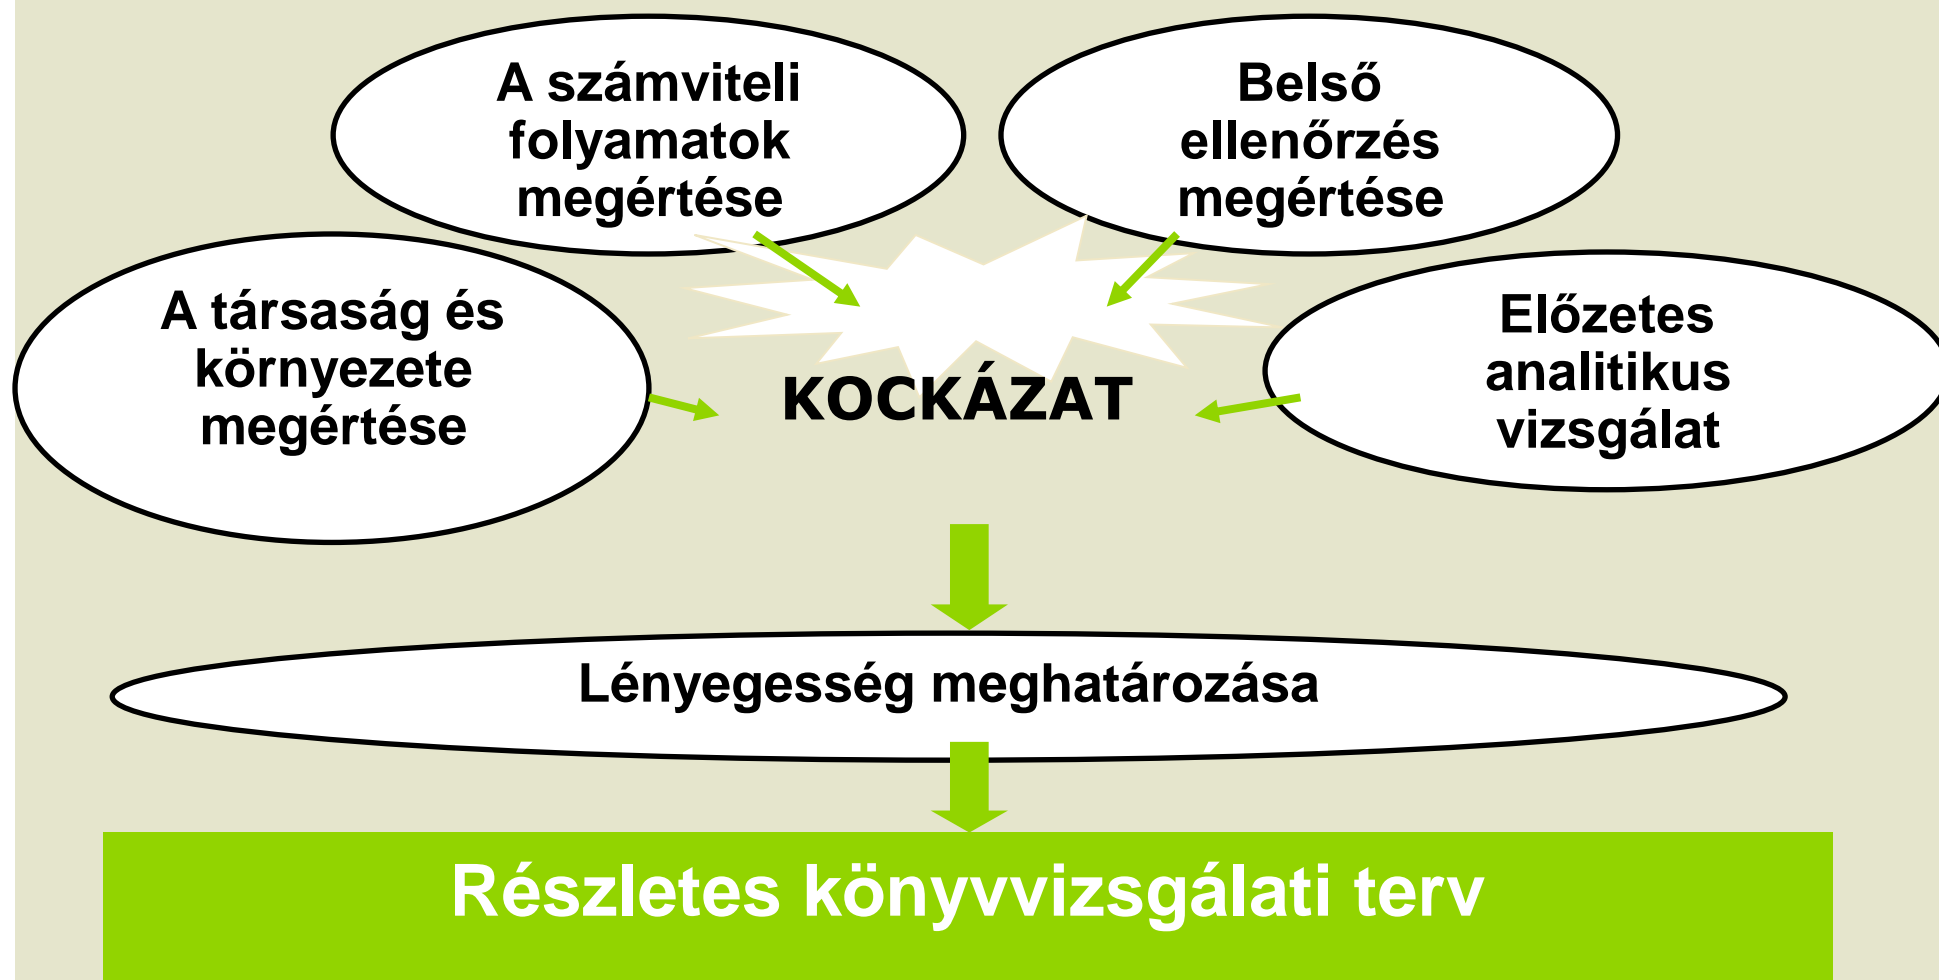 A számviteli
folyamatok
megértése
Belső
ellenőrzés
megértése
A társaság és
környezete
megértése
Előzetes
analitikus
vizsgálat
KOCKÁZAT
Lényegesség meghatározása
Részletes könyvvizsgálati terv